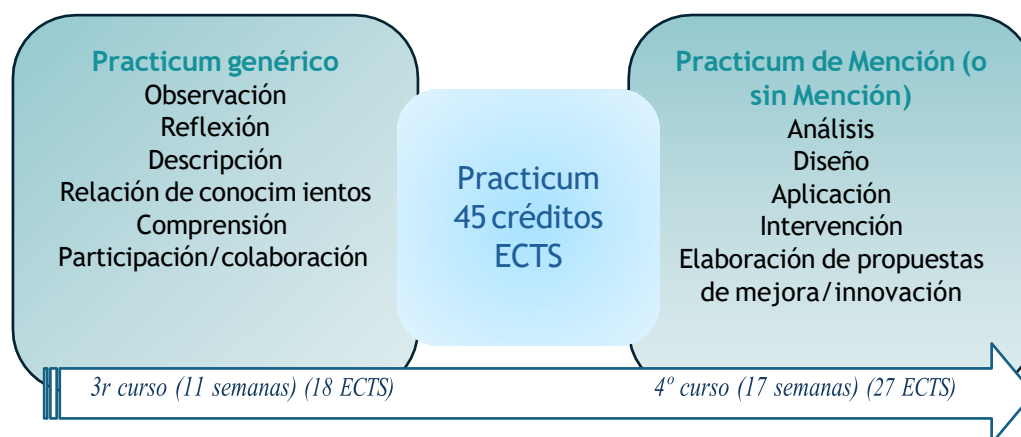 Practicum genérico
Observación
Reflexión
Descripción
Relación de conocim ientos
Comprensión
Participación/colaboración
Practicum
45 créditos
ECTS
Practicum de Mención (o
sin Mención)
Análisis
Diseño
Aplicación
Intervención
Elaboración de propuestas
de mejora/innovación
3r curso (11 semanas) (18 ECTS)
4º curso (17 semanas) (27 ECTS)